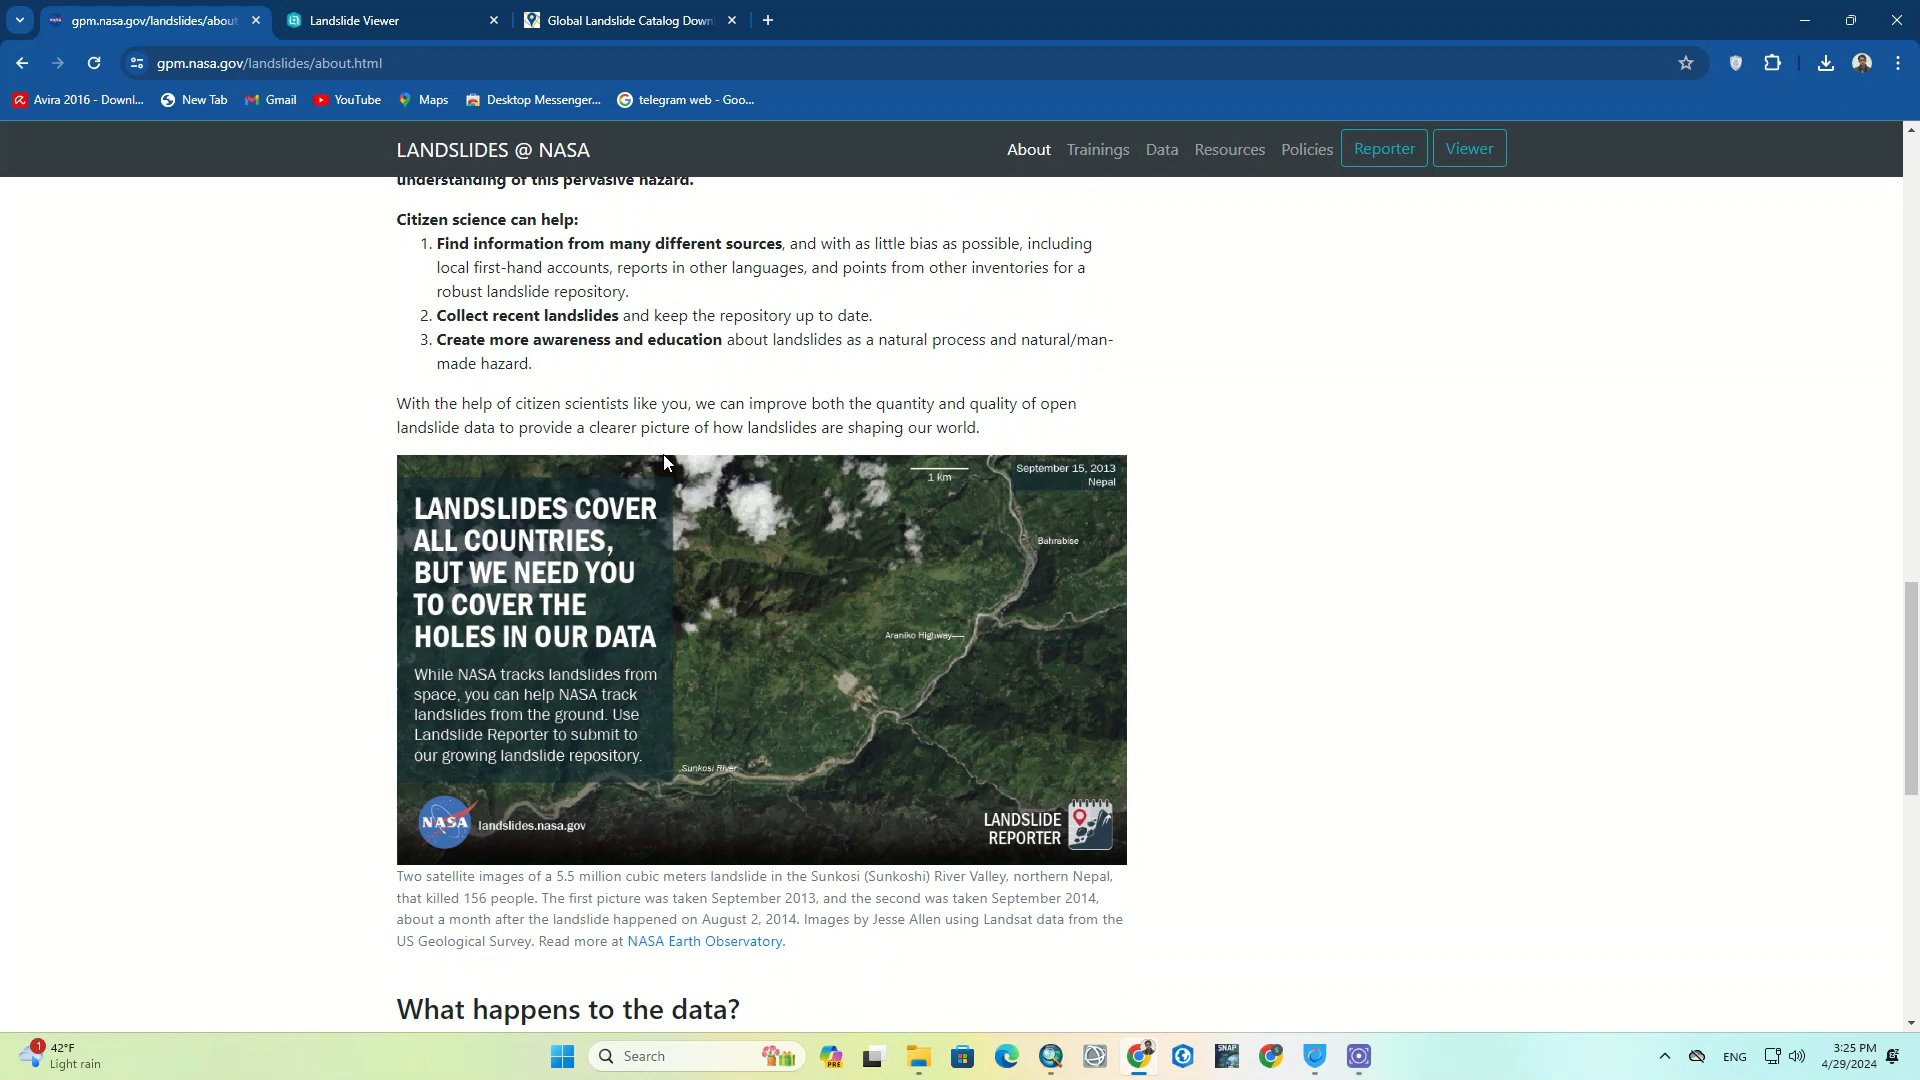 gpm.nasa.gov/landslides/about
Landslide Viewer
Global Landslide Catalog Down
gpm.nasa.gov/landslides/about.html
Avira 2016 - Downl...
New Tab
Gmail
YouTube
Maps
Desktop Messenger...
telegram web - Goo...
LANDSLIDES @ NASA
About
Trainings
Data
Resources
Policies
Reporter
Viewer
understanding of this pervasive hazard.
Citizen science can help:
1. Find information from many different sources, and with as little bias as possible, including
local first-hand accounts, reports in other languages, and points from other inventories for a
robust landslide repository.
2. Collect recent landslides and keep the repository up to date.
3. Create more awareness and education about landslides as a natural process and natural/man-
made hazard.
With the help of citizen scientists like you, we can improve both the quantity and quality of open
landslide data to provide a clearer picture of how landslides are shaping our world.
September 15, 2013
Nepal
1 km
LANDSLIDES COVER
ALL COUNTRIES,
BUT WE NEED YOU
TO COVER THE
HOLES IN OUR DATA
Bahrabise
Araniko Highway
While NASA tracks landslides from
space, you can help NASA track
landslides from the ground. Use
Landslide Reporter to submit to
our growing landslide repository.
Sunkosi River
NASA
landslides.nasa.gov
LANDSLIDE
REPORTER
Two satellite images of a 5.5 million cubic meters landslide in the Sunkosi (Sunkoshi) River Valley, northern Nepal,
that killed 156 people. The first picture was taken September 2013, and the second was taken September 2014,
about a month after the landslide happened on August 2, 2014. Images by Jesse Allen using Landsat data from the
US Geological Survey. Read more at NASA Earth Observatory.
What happens to the data?
1
42°F
Light rain
Search
PRE
SNAP
ENG
3:25 PM
4/29/2024